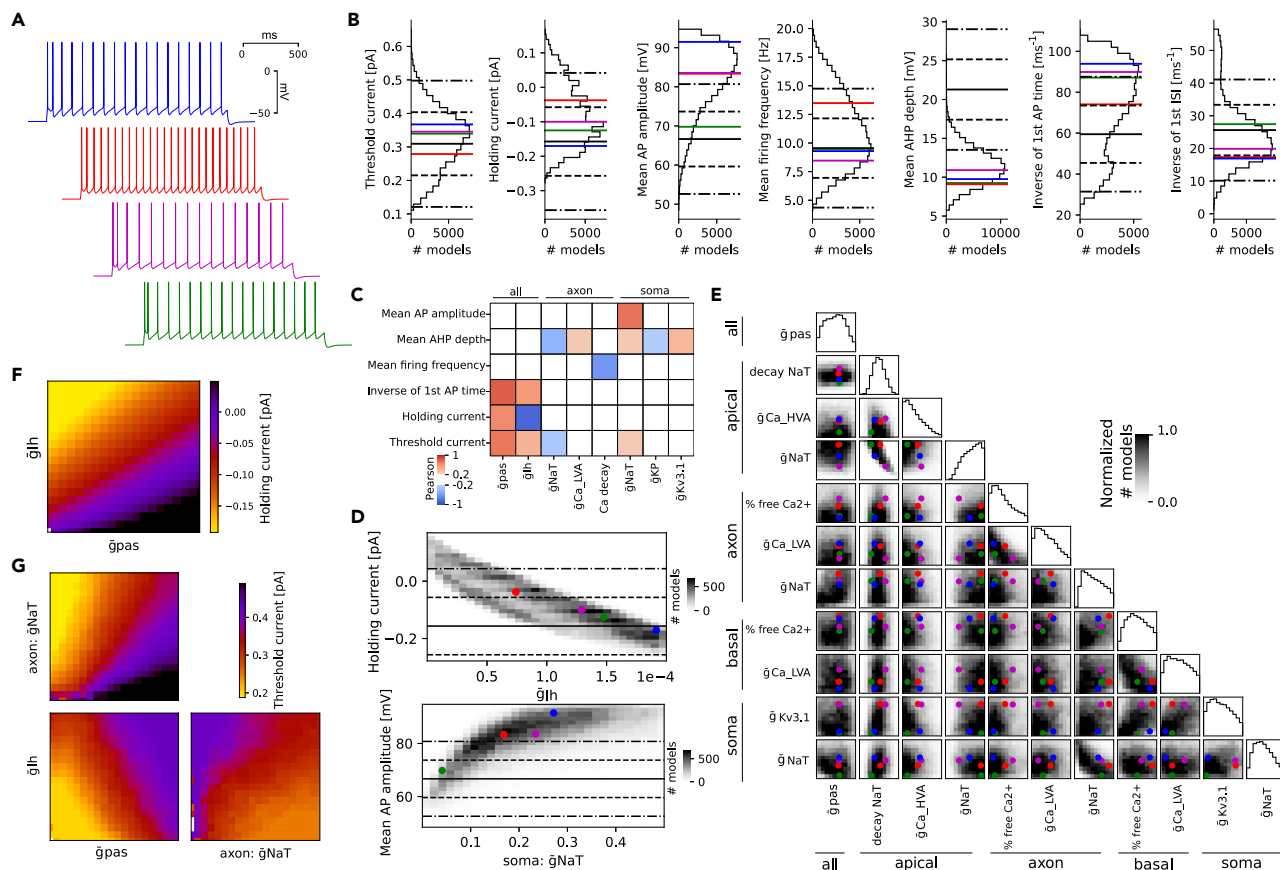 A
ms
0 500
0
mV
−50
B
Threshold current [pA]
0.6
0.5
0.4
0.3
0.2
0.1
0 5000
# models
Holding current [pA]
0.1
0.0
−0.1
−0.2
−0.3
0 5000
# models
Mean AP amplitude [mV]
90
80
70
60
50
0 5000
# models
Mean firing frequency [Hz]
20.0
17.5
15.0
12.5
10.0
7.5
5.0
0 5000
# models
Mean AHP depth [mV]
30
25
20
15
10
5
0 10000
# models
Inverse of 1st AP time [ms⁻¹]
100
80
60
40
20
0 5000
# models
Inverse of 1st ISI [ms⁻¹]
50
40
30
20
10
0
0 5000
# models
C
all axon soma
Mean AP amplitude
Mean AHP depth
Mean firing frequency
Inverse of 1st AP time
Holding current
Threshold current
Pearson
1
0.2
-0.2
-1
ḡpas
ḡIh
ḡNaT
ḡCa_LVA
Ca decay
ḡNaT
ḡKP
ḡKv3.1
D
Holding current [pA]
0.0
−0.2
0.5 1.0 1.5
1e−4
ḡIh
500
0
# models
Mean AP amplitude [mV]
80
60
0.1 0.2 0.3 0.4
soma: ḡNaT
500
0
# models
E
all
ḡpas
apical
decay NaT
ḡCa_HVA
ḡNaT
axon
% free Ca2+
ḡCa_LVA
ḡNaT
basal
% free Ca2+
ḡCa_LVA
soma
ḡKv3.1
ḡNaT
Normalized
# models
1.0
0.0
ḡpas
decay NaT
ḡCa_HVA
ḡNaT
% free Ca2+
ḡCa_LVA
ḡNaT
% free Ca2+
ḡCa_LVA
ḡKv3.1
ḡNaT
all apical axon basal soma
F
ḡIh
ḡpas
0.00
−0.05
−0.10
−0.15
Holding current [pA]
G
axon: ḡNaT
0.4
0.3
0.2
Threshold current [pA]
ḡIh
ḡpas
axon: ḡNaT